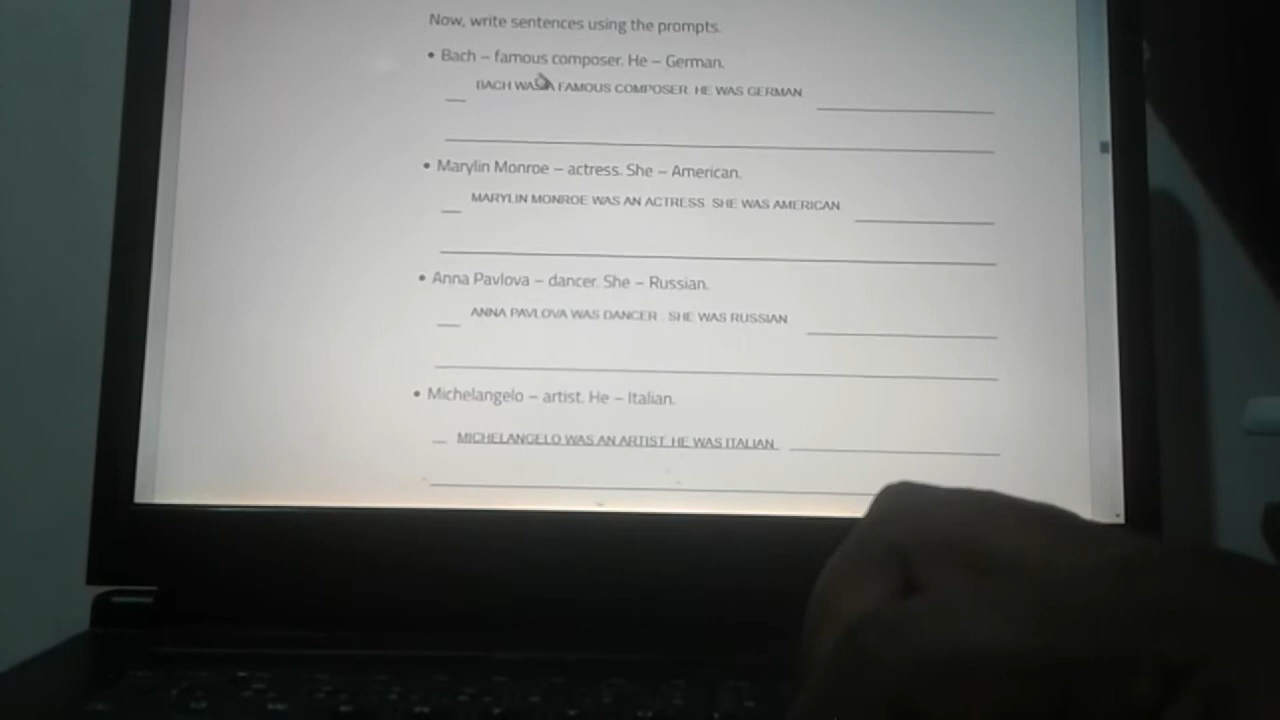 Now, write sentences using the prompts.
• Bach – famous composer. He – German.
BACH WAS A FAMOUS COMPOSER. HE WAS GERMAN
• Marylin Monroe – actress. She – American.
MARYLIN MONROE WAS AN ACTRESS. SHE WAS AMERICAN
• Anna Pavlova – dancer. She – Russian.
ANNA PAVLOVA WAS DANCER . SHE WAS RUSSIAN
• Michelangelo – artist. He – Italian.
MICHELANGELO WAS AN ARTIST. HE WAS ITALIAN.